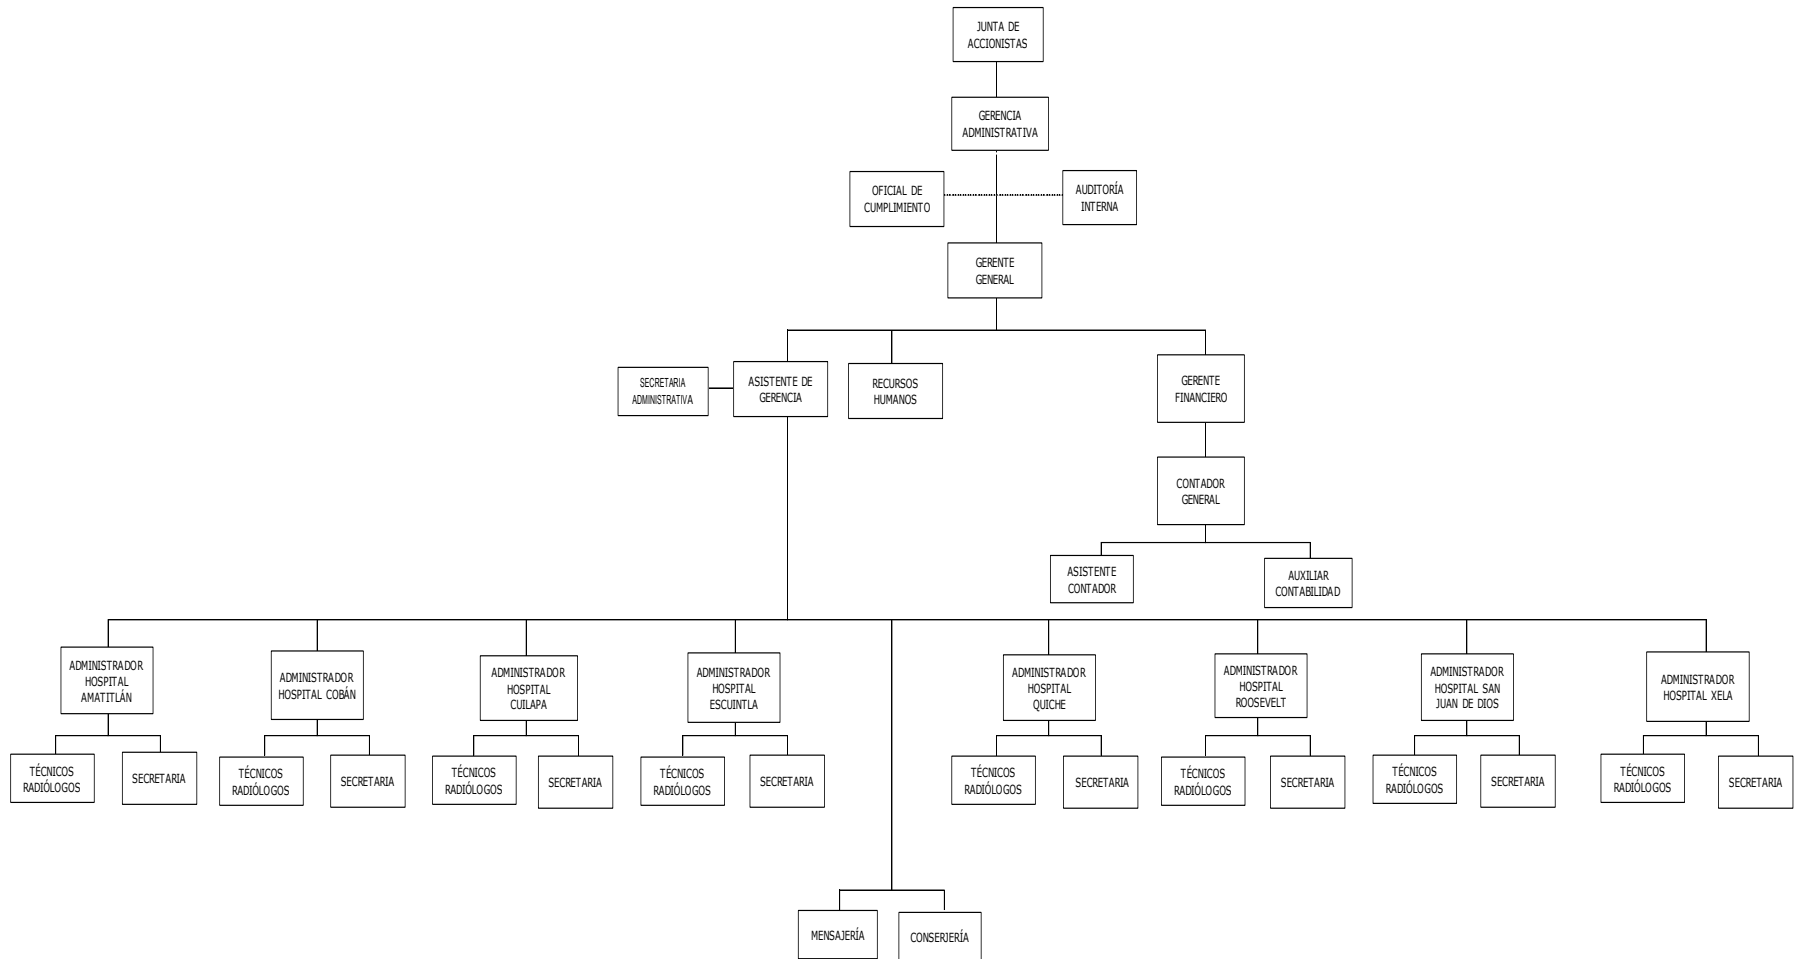 JUNTA DE
ACCIONISTAS
GERENCIA
ADMINISTRATIVA
OFICIAL DE
CUMPLIMIENTO
AUDITORÍA
INTERNA
GERENTE
GENERAL
SECRETARIA
ADMINISTRATIVA
ASISTENTE DE
GERENCIA
RECURSOS
HUMANOS
GERENTE
FINANCIERO
CONTADOR
GENERAL
ASISTENTE
CONTADOR
AUXILIAR
CONTABILIDAD
ADMINISTRADOR
HOSPITAL
AMATITLÁN
ADMINISTRADOR
HOSPITAL COBÁN
ADMINISTRADOR
HOSPITAL
CUILAPA
ADMINISTRADOR
HOSPITAL
ESCUINTLA
ADMINISTRADOR
HOSPITAL
QUICHE
ADMINISTRADOR
HOSPITAL
ROOSEVELT
ADMINISTRADOR
HOSPITAL SAN
JUAN DE DIOS
ADMINISTRADOR
HOSPITAL XELA
TÉCNICOS
RADIÓLOGOS
SECRETARIA
TÉCNICOS
RADIÓLOGOS
SECRETARIA
TÉCNICOS
RADIÓLOGOS
SECRETARIA
TÉCNICOS
RADIÓLOGOS
SECRETARIA
TÉCNICOS
RADIÓLOGOS
SECRETARIA
TÉCNICOS
RADIÓLOGOS
SECRETARIA
TÉCNICOS
RADIÓLOGOS
SECRETARIA
TÉCNICOS
RADIÓLOGOS
SECRETARIA
MENSAJERÍA
CONSERJERÍA